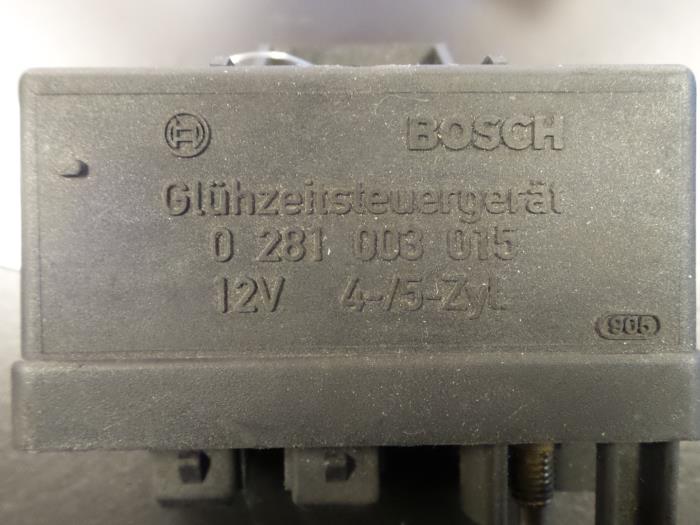 BOSCH
Glühzeitsteuergerät
0 281 003 015
12V 4-/5-Zyl.
905